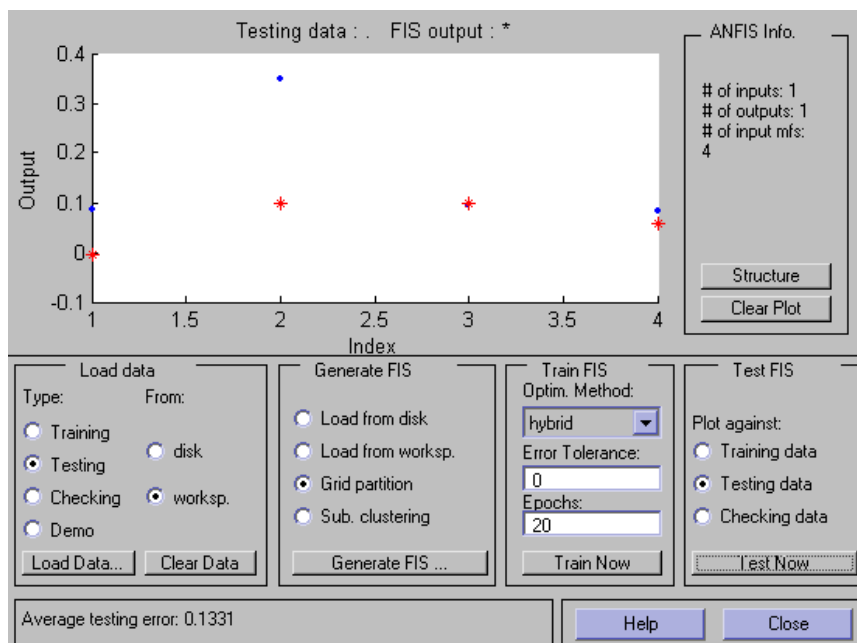 Testing data : .   FIS output : *
0.4
0.3
0.2
0.1
0
-0.1
Output
1
1.5
2
2.5
3
3.5
4
Index
ANFIS Info.
# of inputs: 1
# of outputs: 1
# of input mfs:
4
Structure
Clear Plot
Load data
Type:
From:
Training
Testing
Checking
Demo
disk
worksp.
Load Data...
Clear Data
Generate FIS
Load from disk
Load from worksp.
Grid partition
Sub. clustering
Generate FIS ...
Train FIS
Optim. Method:
hybrid
Error Tolerance:
0
Epochs:
20
Train Now
Test FIS
Plot against:
Training data
Testing data
Checking data
Test Now
Average testing error: 0.1331
Help
Close